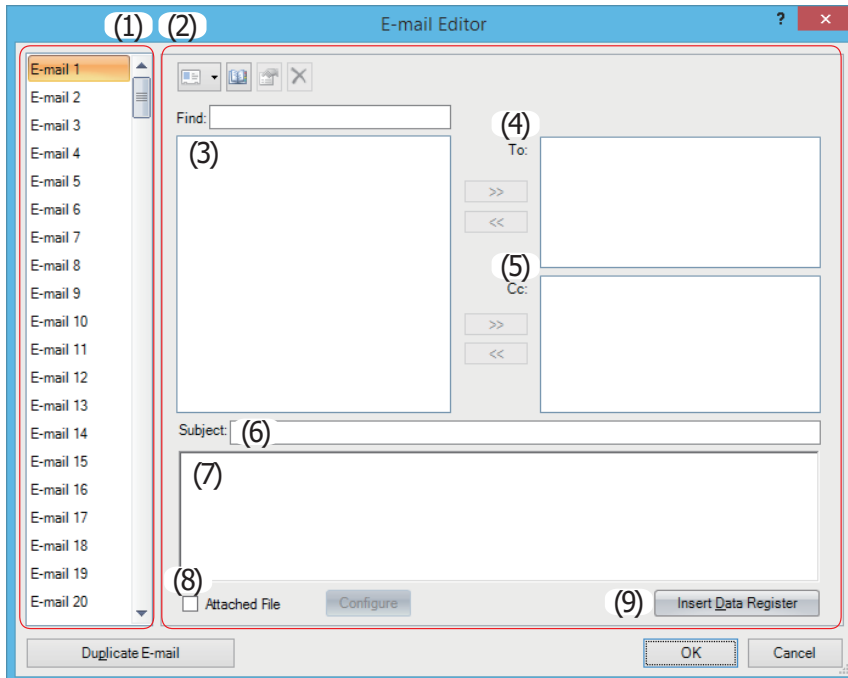 E-mail Editor
? ×
(1) (2)
E-mail 1
E-mail 2
E-mail 3
E-mail 4
E-mail 5
E-mail 6
E-mail 7
E-mail 8
E-mail 9
E-mail 10
E-mail 11
E-mail 12
E-mail 13
E-mail 14
E-mail 15
E-mail 16
E-mail 17
E-mail 18
E-mail 19
E-mail 20
Find:
(3)
(4)
To:
>>
<<
(5)
Cc:
>>
<<
Subject: (6)
(7)
(8)
Attached File
Configure
(9)
Insert Data Register
Duplicate E-mail
OK
Cancel